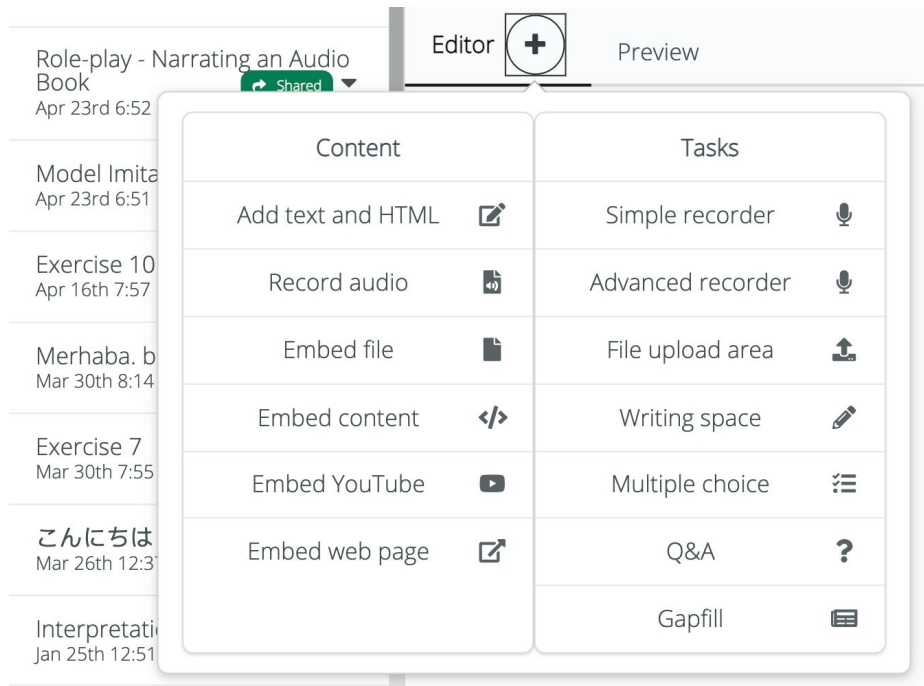 Role-play - Narrating an Audio
Book
Shared
Apr 23rd 6:52
Model Imita
Apr 23rd 6:51
Exercise 10
Apr 16th 7:57
Merhaba. b
Mar 30th 8:14
Exercise 7
Mar 30th 7:55
こんにちは
Mar 26th 12:37
Interpretati
Jan 25th 12:51
Editor
Preview
Content
Add text and HTML
Record audio
Embed file
Embed content
Embed YouTube
Embed web page
Tasks
Simple recorder
Advanced recorder
File upload area
Writing space
Multiple choice
Q&A
Gapfill